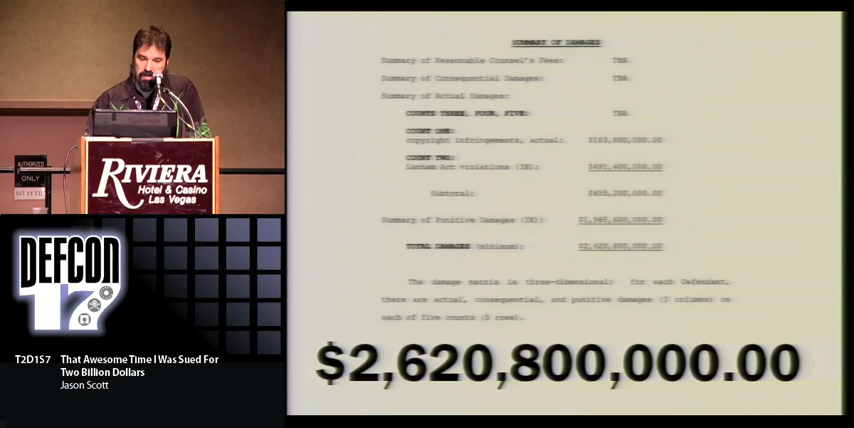 AUTHORIZED
ONLY
RIVIERA
Hotel & Casino
Las Vegas
DEFCON
17
T2D1S7 That Awesome Time I Was Sued For
Two Billion Dollars
Jason Scott
SUMMARY OF DAMAGES
Summary of Reasonable Counsel's Fees: TBA
Summary of Consequential Damages: TBA
Summary of Actual Damages:
COUNTS THREE, FOUR, FIVE: TBA
COUNT ONE:
copyright infringements, actual: $163,800,000.00
COUNT TWO:
Lanham Act violations (3X): $491,400,000.00
Subtotal: $655,200,000.00
Summary of Punitive Damages (3X): $1,965,600,000.00
TOTAL DAMAGES (minimum): $2,620,800,000.00
The damage matrix is three-dimensional: for each Defendant,
there are actual, consequential, and punitive damages (3 columns) on
each of five counts (5 rows).
$2,620,800,000.00